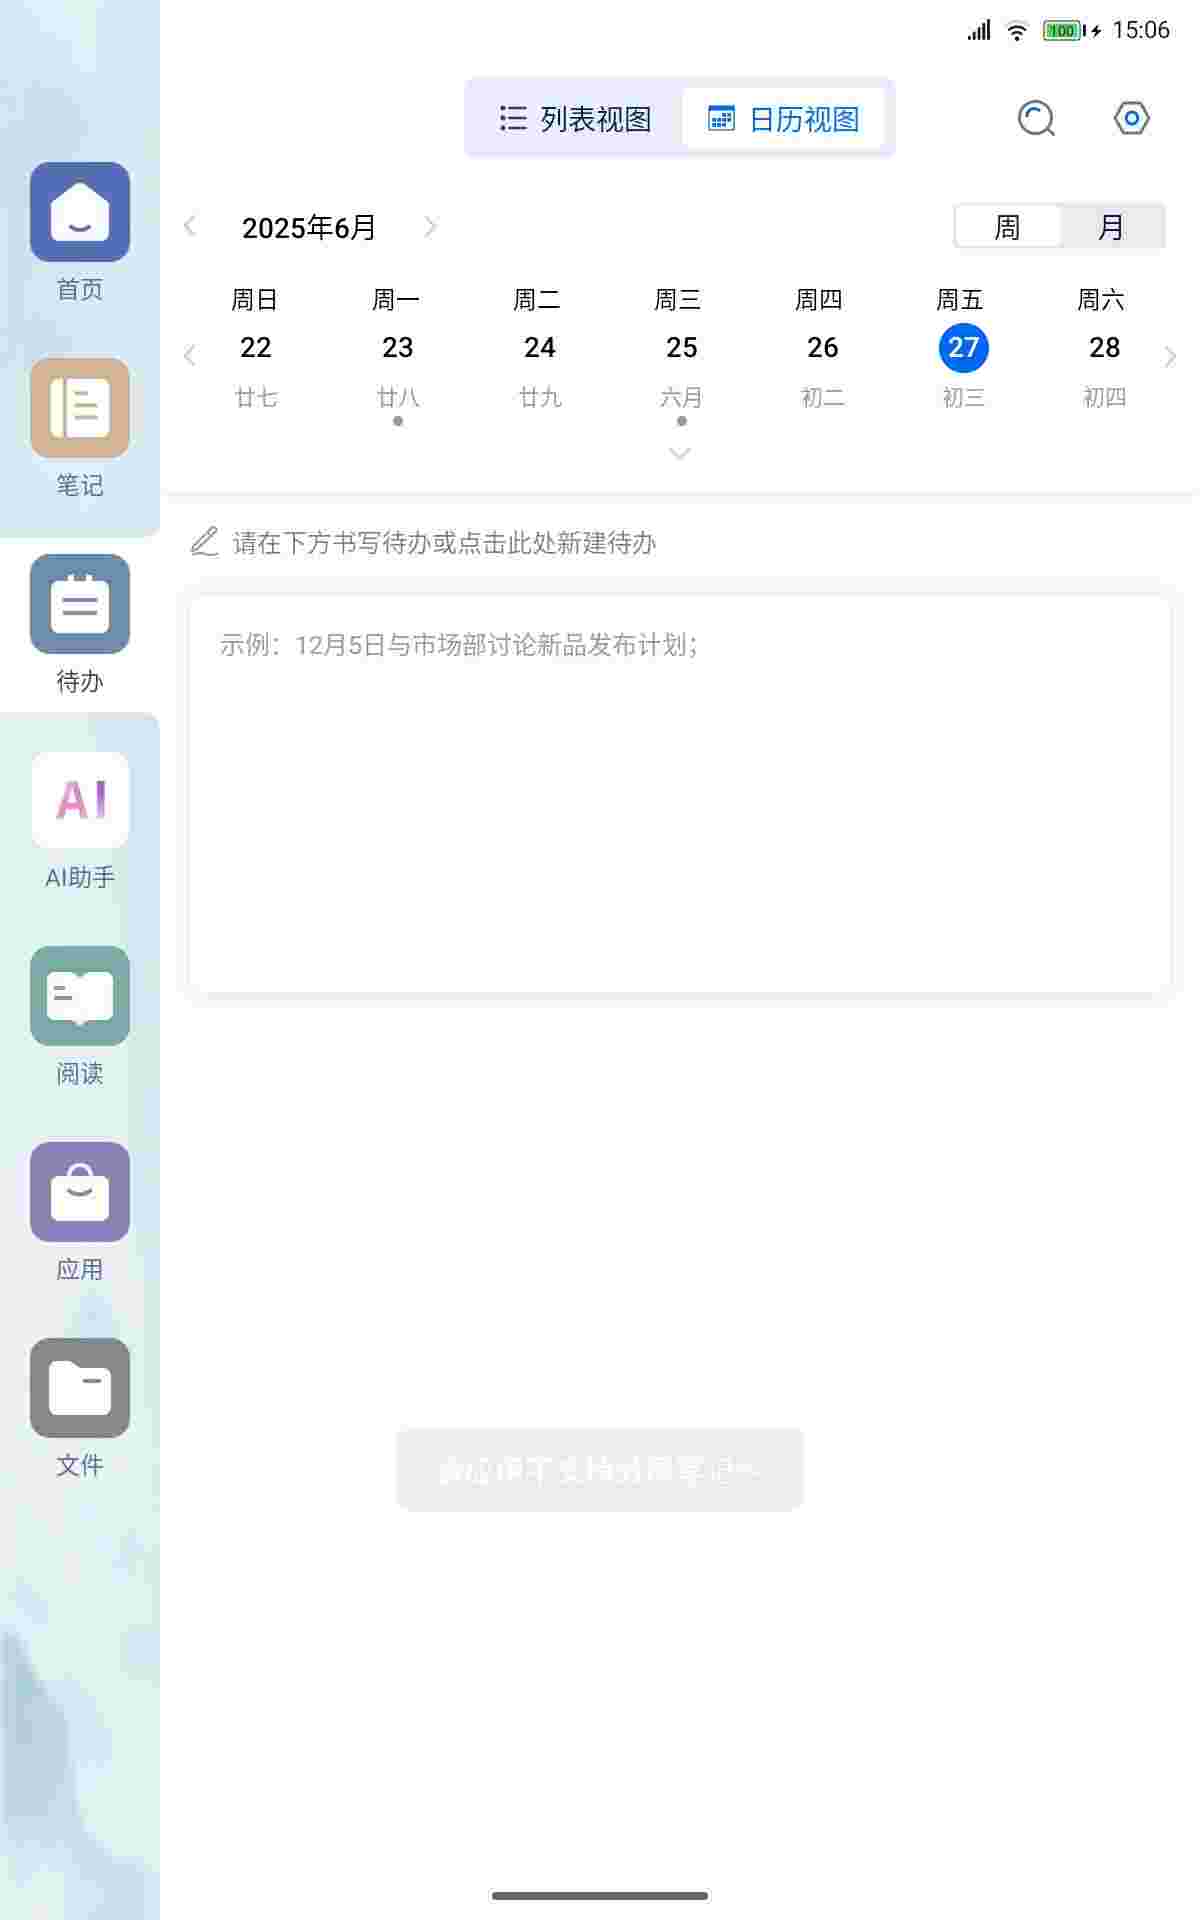 100 15:06
列表视图 日历视图
2025年6月
周 月
周日 周一 周二 周三 周四 周五 周六
22 23 24 25 26 27 28
廿七 廿八 廿九 六月 初二 初三 初四
请在下方书写待办或点击此处新建待办
示例：12月5日与市场部讨论新品发布计划；
首页
笔记
待办
AI
AI助手
阅读
应用
文件